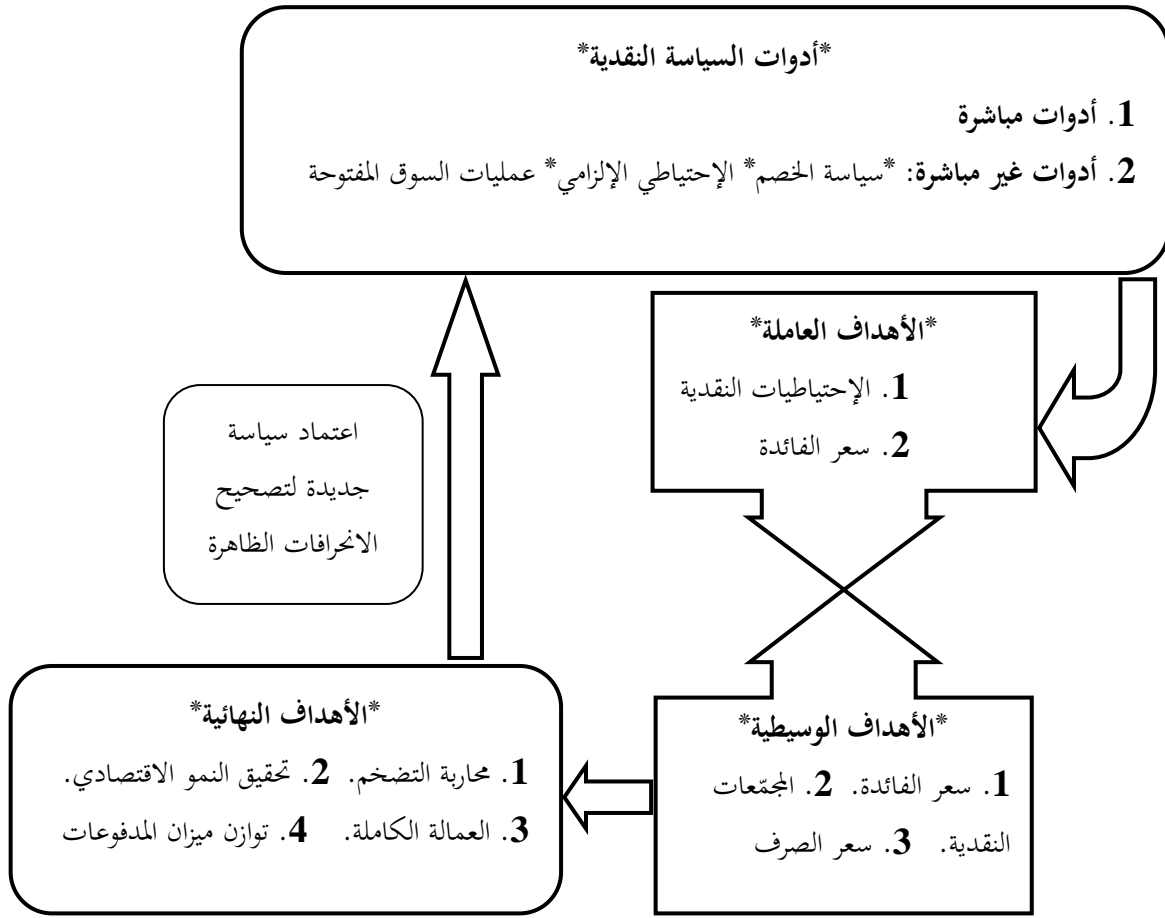 *أدوات السياسة النقدية*
1. أدوات مباشرة
2. أدوات غير مباشرة: *سياسة الخصم* الإحتياطي الإلزامي* عمليات السوق المفتوحة
*الأهداف العاملة*
1. الإحتياطيات النقدية
2. سعر الفائدة
اعتماد سياسة
جديدة لتصحيح
الانحرافات الظاهرة
*الأهداف الوسيطية*
1. سعر الفائدة. 2. المجمّعات
النقدية. 3. سعر الصرف
*الأهداف النهائية*
1. محاربة التضخم. 2. تحقيق النمو الاقتصادي.
3. العمالة الكاملة. 4. توازن ميزان المدفوعات